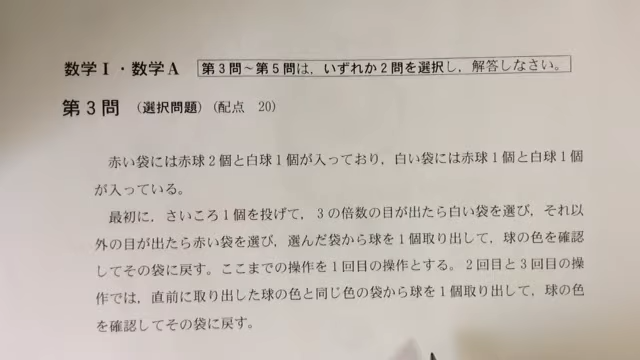 数学Ⅰ・数学A 第3問~第5問は,いずれか2問を選択し,解答しなさい。
第3問 (選択問題)(配点 20)
赤い袋には赤球2個と白球1個が入っており,白い袋には赤球1個と白球1個
が入っている。
最初に,さいころ1個を投げて,3の倍数の目が出たら白い袋を選び,それ以
外の目が出たら赤い袋を選び,選んだ袋から球を1個取り出して,球の色を確認
してその袋に戻す。ここまでの操作を1回目の操作とする。2回目と3回目の操
作では,直前に取り出した球の色と同じ色の袋から球を1個取り出して,球の色
を確認してその袋に戻す。